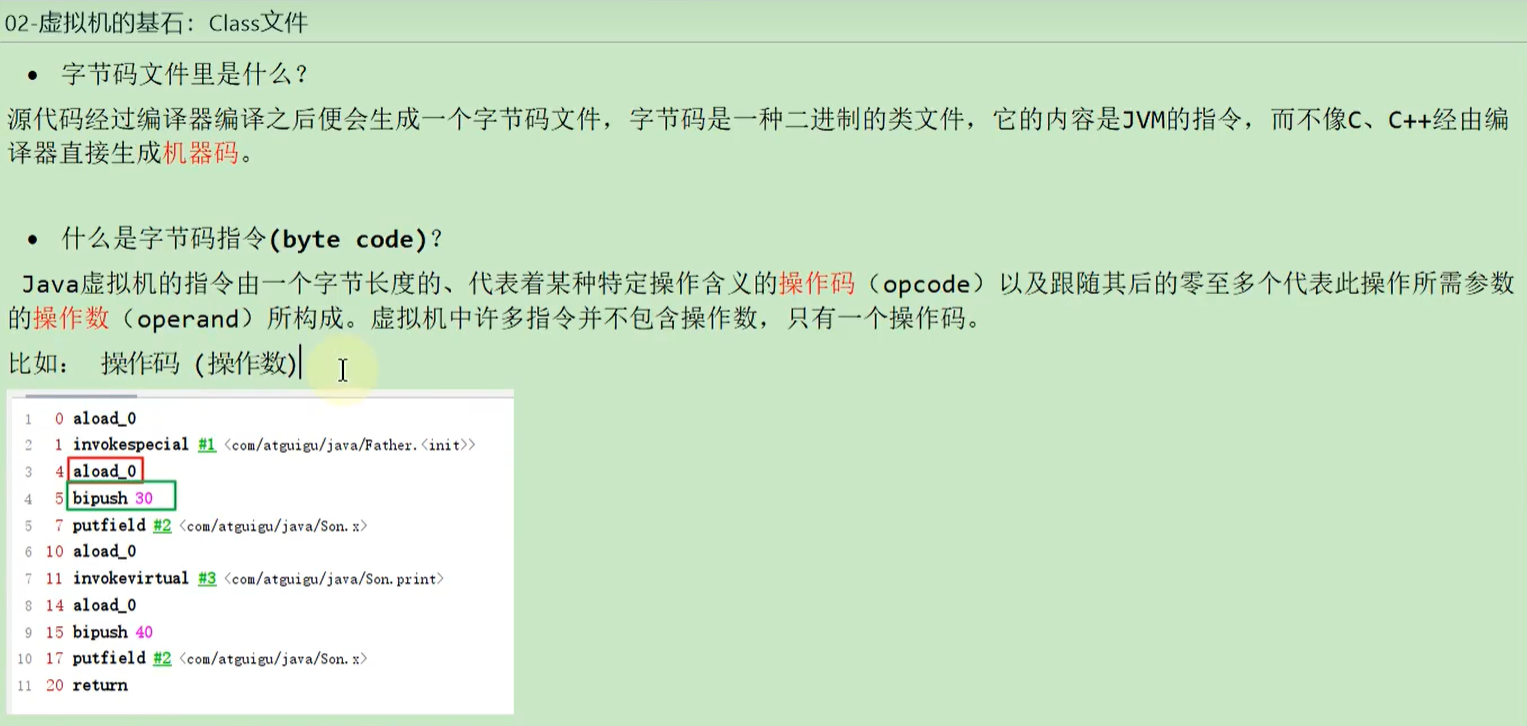 02-虚拟机的基石：Class文件
• 字节码文件里是什么？
源代码经过编译器编译之后便会生成一个字节码文件，字节码是一种二进制的类文件，它的内容是JVM的指令，而不像C、C++经由编
译器直接生成机器码。
• 什么是字节码指令(byte code)？
Java虚拟机的指令由一个字节长度的、代表着某种特定操作含义的操作码（opcode）以及跟随其后的零至多个代表此操作所需参数
的操作数（operand）所构成。虚拟机中许多指令并不包含操作数，只有一个操作码。
比如： 操作码 (操作数)
1 0 aload_0
2 1 invokespecial #1 <com/atguigu/java/Father.<init>>
3 4 aload_0
4 5 bipush 30
5 7 putfield #2 <com/atguigu/java/Son.x>
6 10 aload_0
7 11 invokevirtual #3 <com/atguigu/java/Son.print>
8 14 aload_0
9 15 bipush 40
10 17 putfield #2 <com/atguigu/java/Son.x>
11 20 return